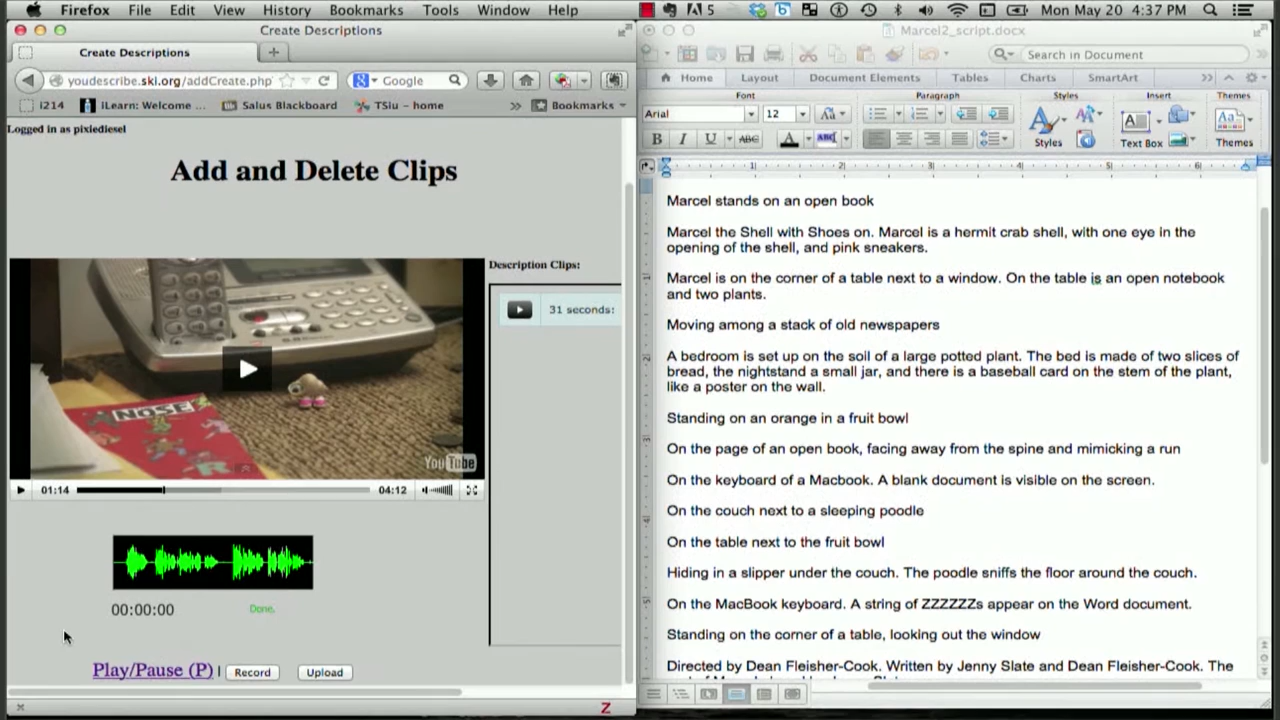 Firefox File Edit View History Bookmarks Tools Window Help
5 Mon May 20 4:37 PM
Create Descriptions
Create Descriptions
youdescribe.ski.org/addCreate.php
Google
i214 iLearn: Welcome ... Salus Blackboard TSlu – home » Bookmarks
Logged in as pixiediesel
Add and Delete Clips
Description Clips:
31 seconds:
NOSE
YouTube
01:14 04:12
00:00:00 Done.
Play/Pause (P) | Record Upload
Z
Marcel2_script.docx
Search in Document
Home Layout Document Elements Tables Charts SmartArt
Font Paragraph Styles Insert Themes
Arial 12
B I U ABC A ABC
Styles Text Box Themes
1 2 3 4 5 6
Marcel stands on an open book
Marcel the Shell with Shoes on. Marcel is a hermit crab shell, with one eye in the
opening of the shell, and pink sneakers.
Marcel is on the corner of a table next to a window. On the table is an open notebook
and two plants.
Moving among a stack of old newspapers
A bedroom is set up on the soil of a large potted plant. The bed is made of two slices of
bread, the nightstand a small jar, and there is a baseball card on the stem of the plant,
like a poster on the wall.
Standing on an orange in a fruit bowl
On the page of an open book, facing away from the spine and mimicking a run
On the keyboard of a Macbook. A blank document is visible on the screen.
On the couch next to a sleeping poodle
On the table next to the fruit bowl
Hiding in a slipper under the couch. The poodle sniffs the floor around the couch.
On the MacBook keyboard. A string of ZZZZZZs appear on the Word document.
Standing on the corner of a table, looking out the window
Directed by Dean Fleisher-Cook. Written by Jenny Slate and Dean Fleisher-Cook. The